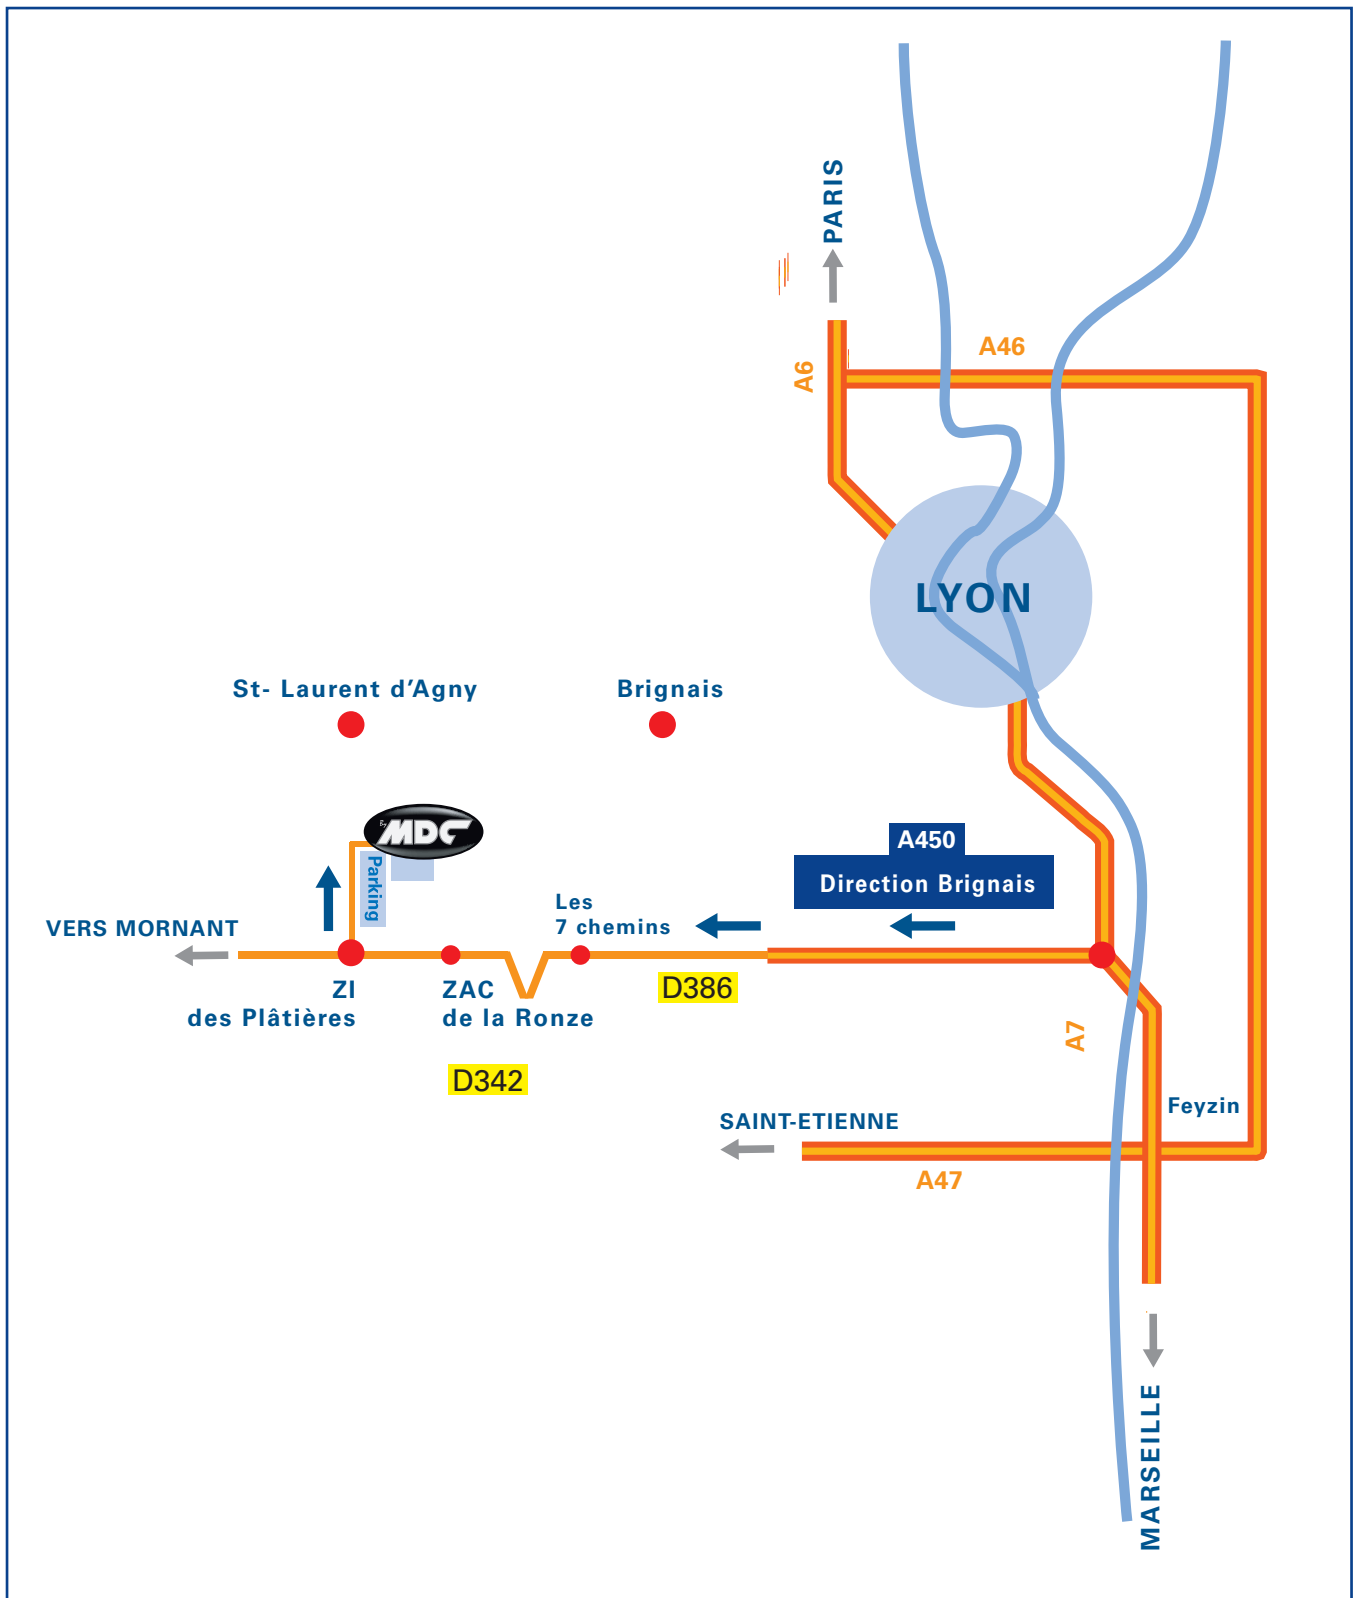 PARIS
A46
A6
LYON
St- Laurent d'Agny
Brignais
By
MDC
A450
Direction Brignais
Parking
Les
7 chemins
VERS MORNANT
ZI
des Plâtières
ZAC
de la Ronze
D386
A7
D342
SAINT-ETIENNE
Feyzin
A47
MARSEILLE